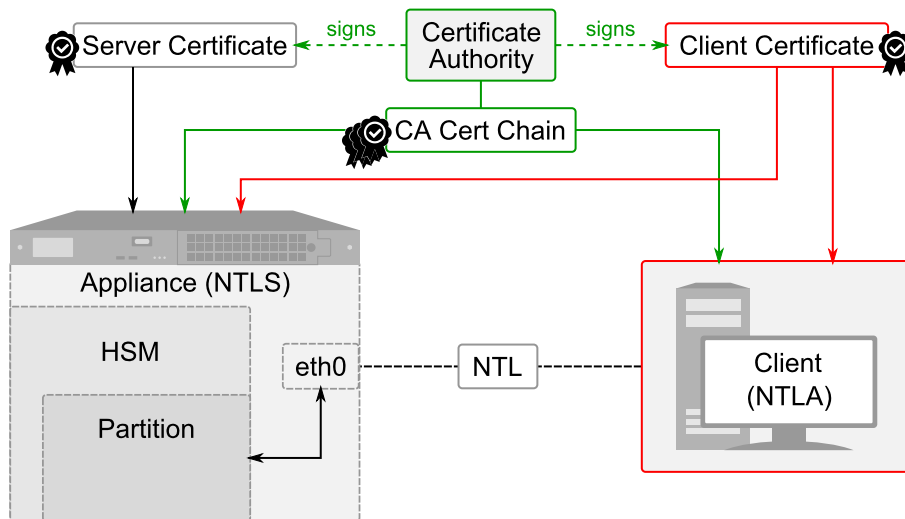 signs
signs
Server Certificate
Certificate
Authority
Client Certificate
CA Cert Chain
Appliance (NTLS)
HSM
eth0
NTL
Client
(NTLA)
Partition